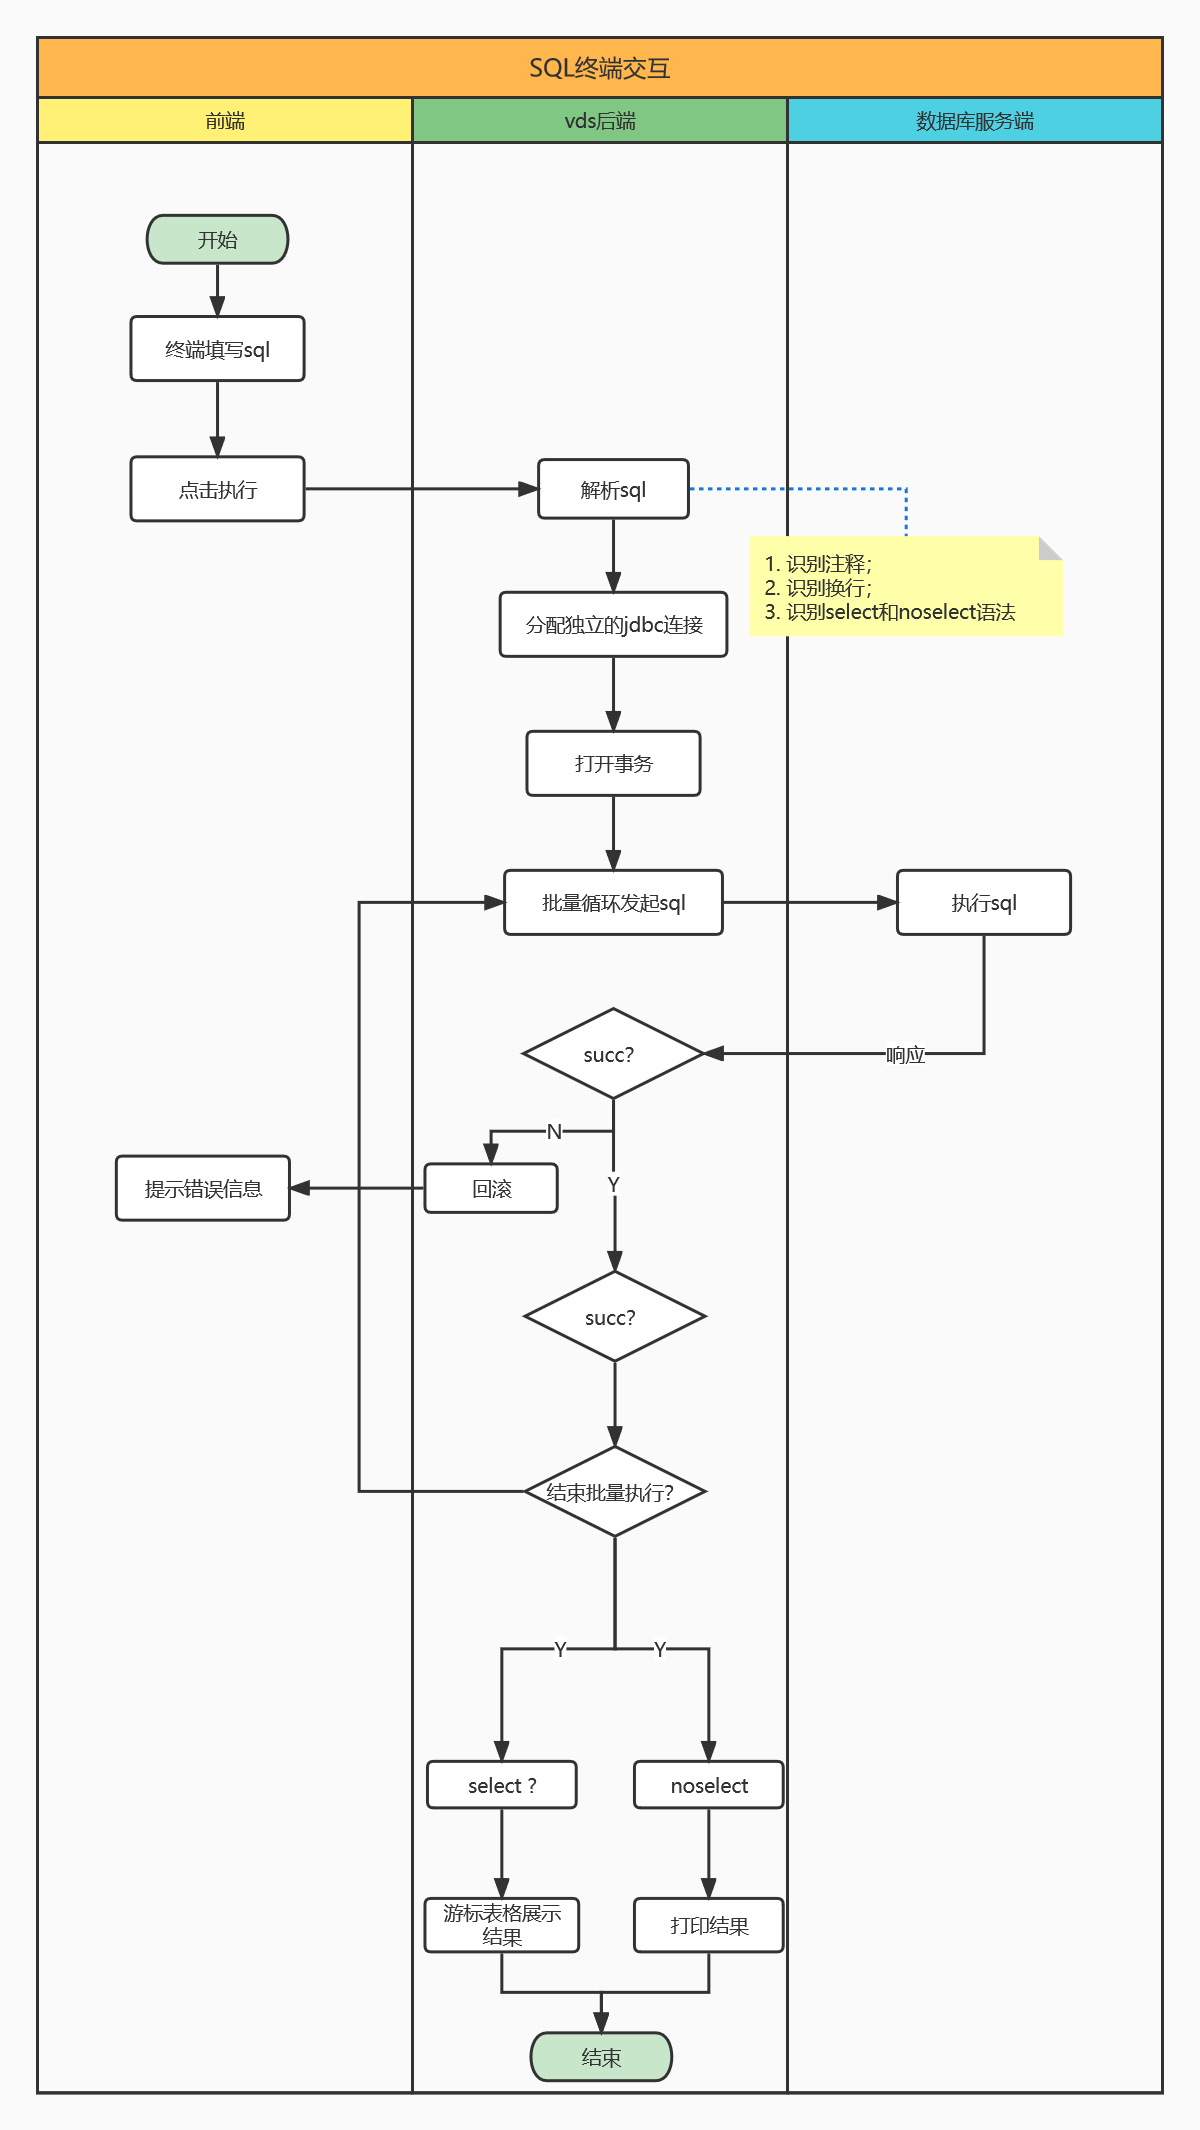 SQL终端交互
前端
vds后端
数据库服务端
开始
终端填写sql
点击执行
解析sql
1. 识别注释；
2. 识别换行；
3. 识别select和noselect语法
分配独立的jdbc连接
打开事务
批量循环发起sql
执行sql
succ?
响应
N
Y
提示错误信息
回滚
succ?
结束批量执行?
Y
Y
select ?
noselect
游标表格展示
结果
打印结果
结束